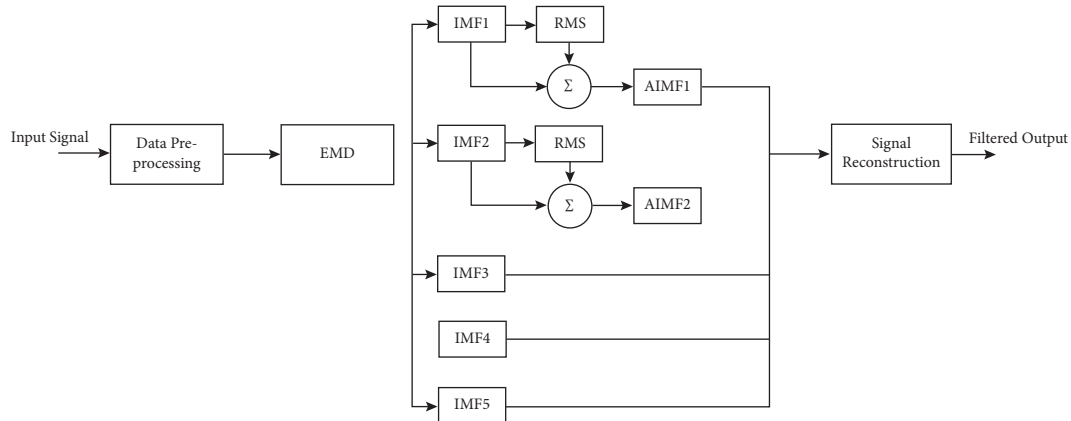 Input Signal
Data Pre-
processing
EMD
IMF1
RMS
Σ
AIMF1
IMF2
RMS
Σ
AIMF2
IMF3
IMF4
IMF5
Signal
Reconstruction
Filtered Output